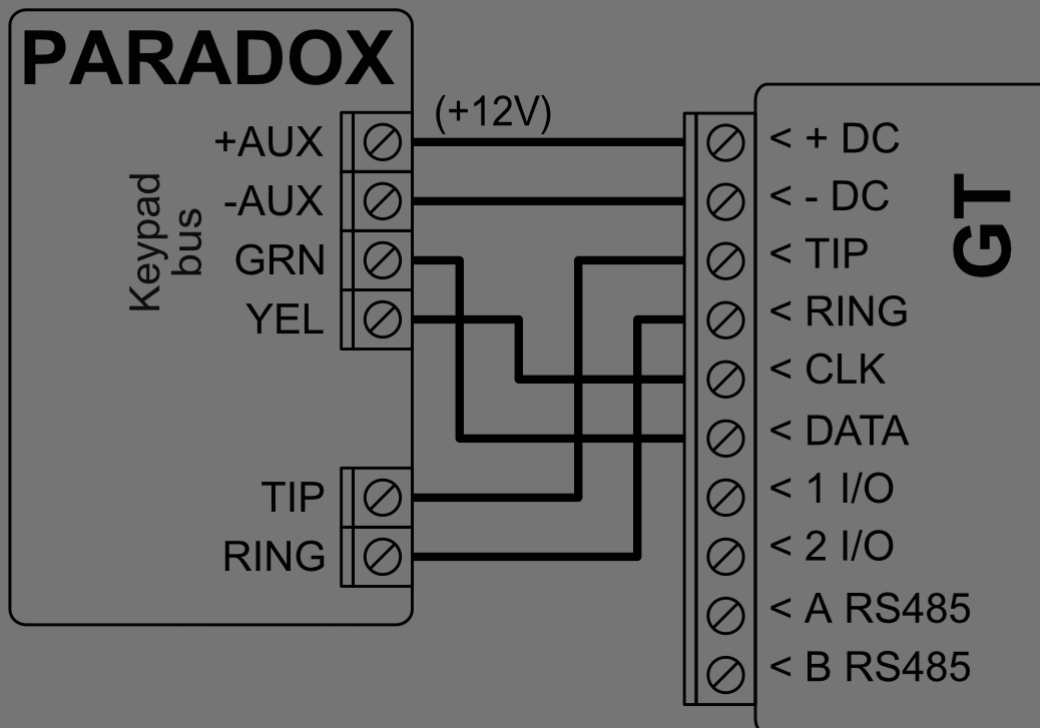 PARADOX
(+12V)
+AUX
-AUX
GRN
YEL
Keypad
bus
TIP
RING
< + DC
< - DC
< TIP
< RING
< CLK
< DATA
< 1 I/O
< 2 I/O
< A RS485
< B RS485
GT